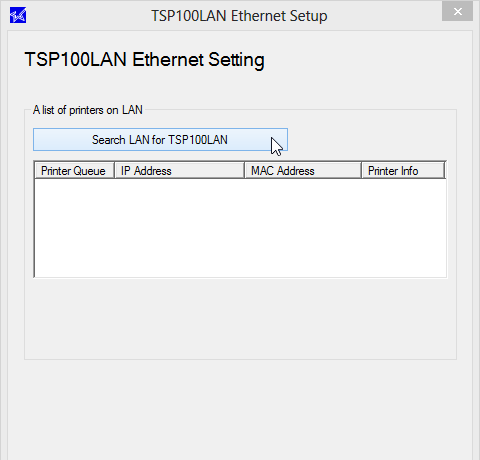 TSP100LAN Ethernet Setup
TSP100LAN Ethernet Setting
A list of printers on LAN
Search LAN for TSP100LAN
Printer Queue IP Address MAC Address Printer Info